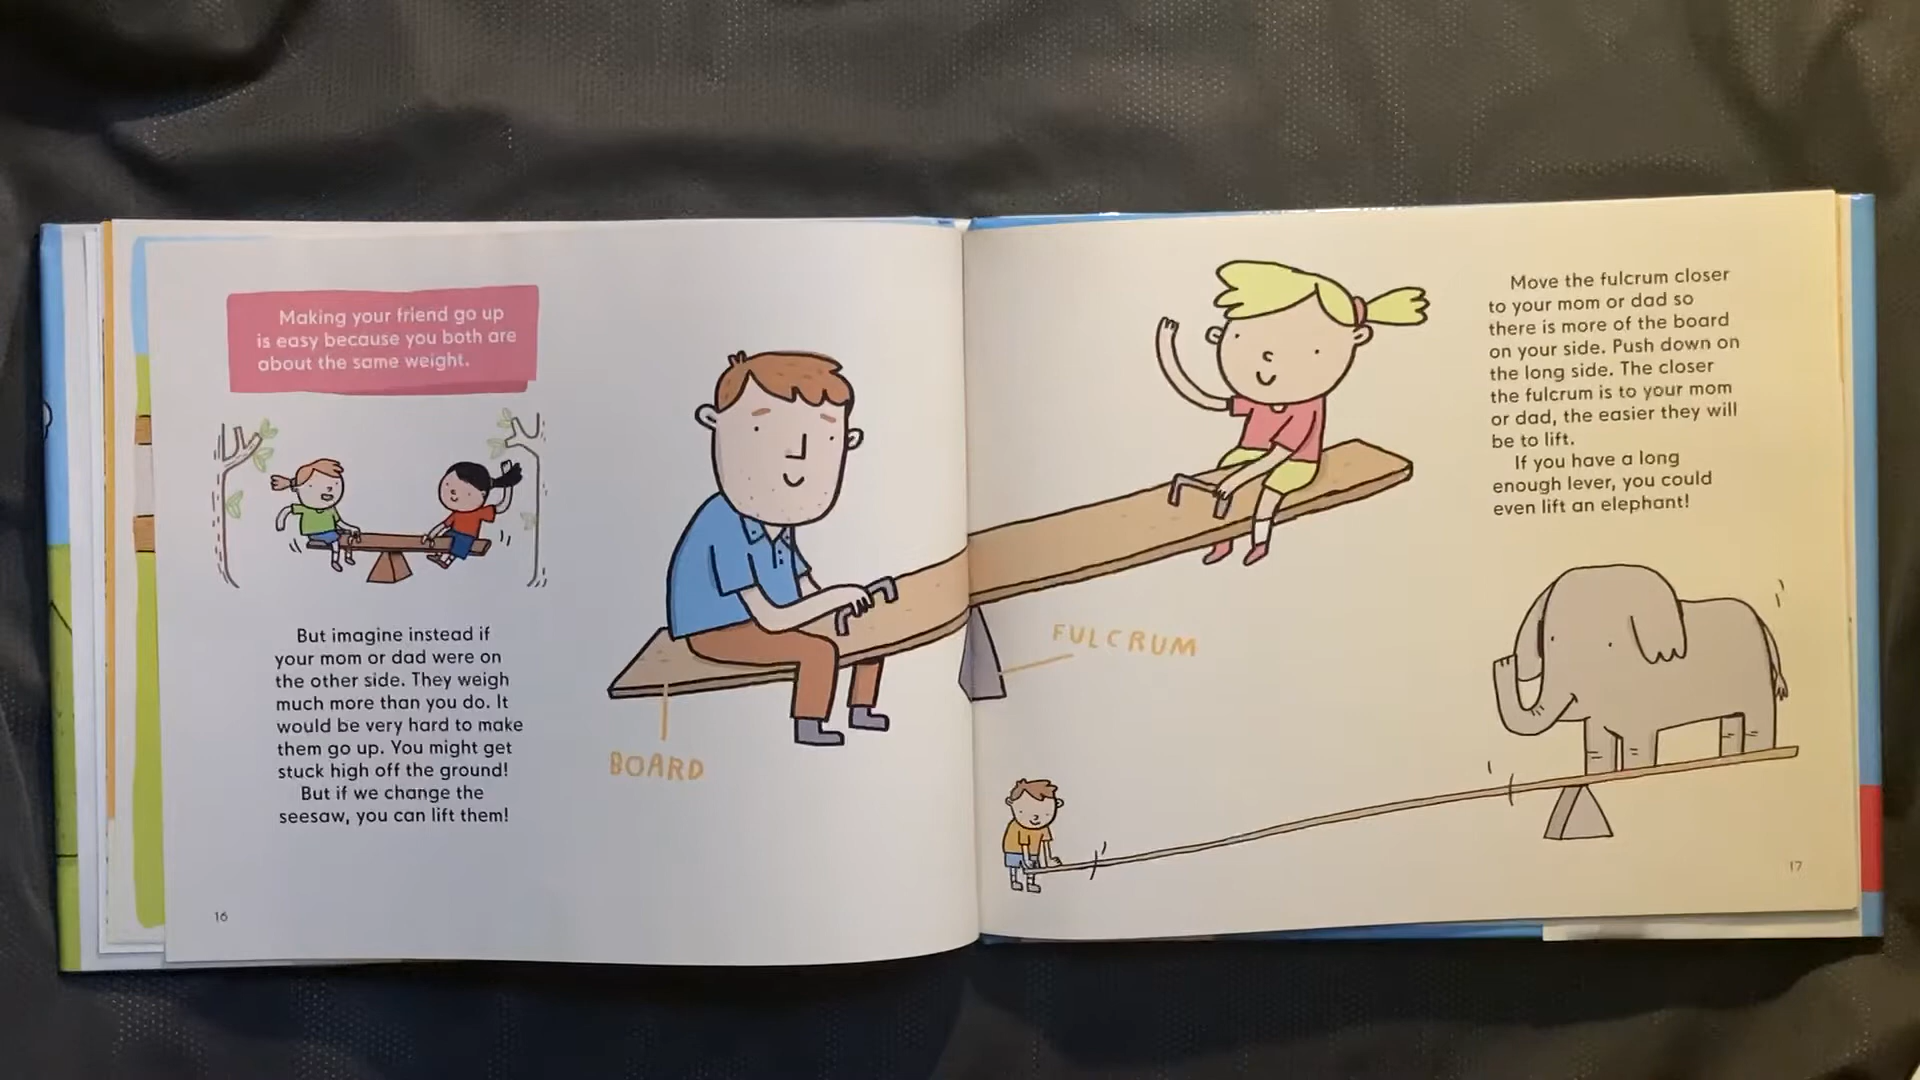 Making your friend go up
is easy because you both are
about the same weight.
But imagine instead if
your mom or dad were on
the other side. They weigh
much more than you do. It
would be very hard to make
them go up. You might get
stuck high off the ground!
But if we change the
seesaw, you can lift them!
BOARD
16
FULCRUM
Move the fulcrum closer
to your mom or dad so
there is more of the board
on your side. Push down on
the long side. The closer
the fulcrum is to your mom
or dad, the easier they will
be to lift.
If you have a long
enough lever, you could
even lift an elephant!
17